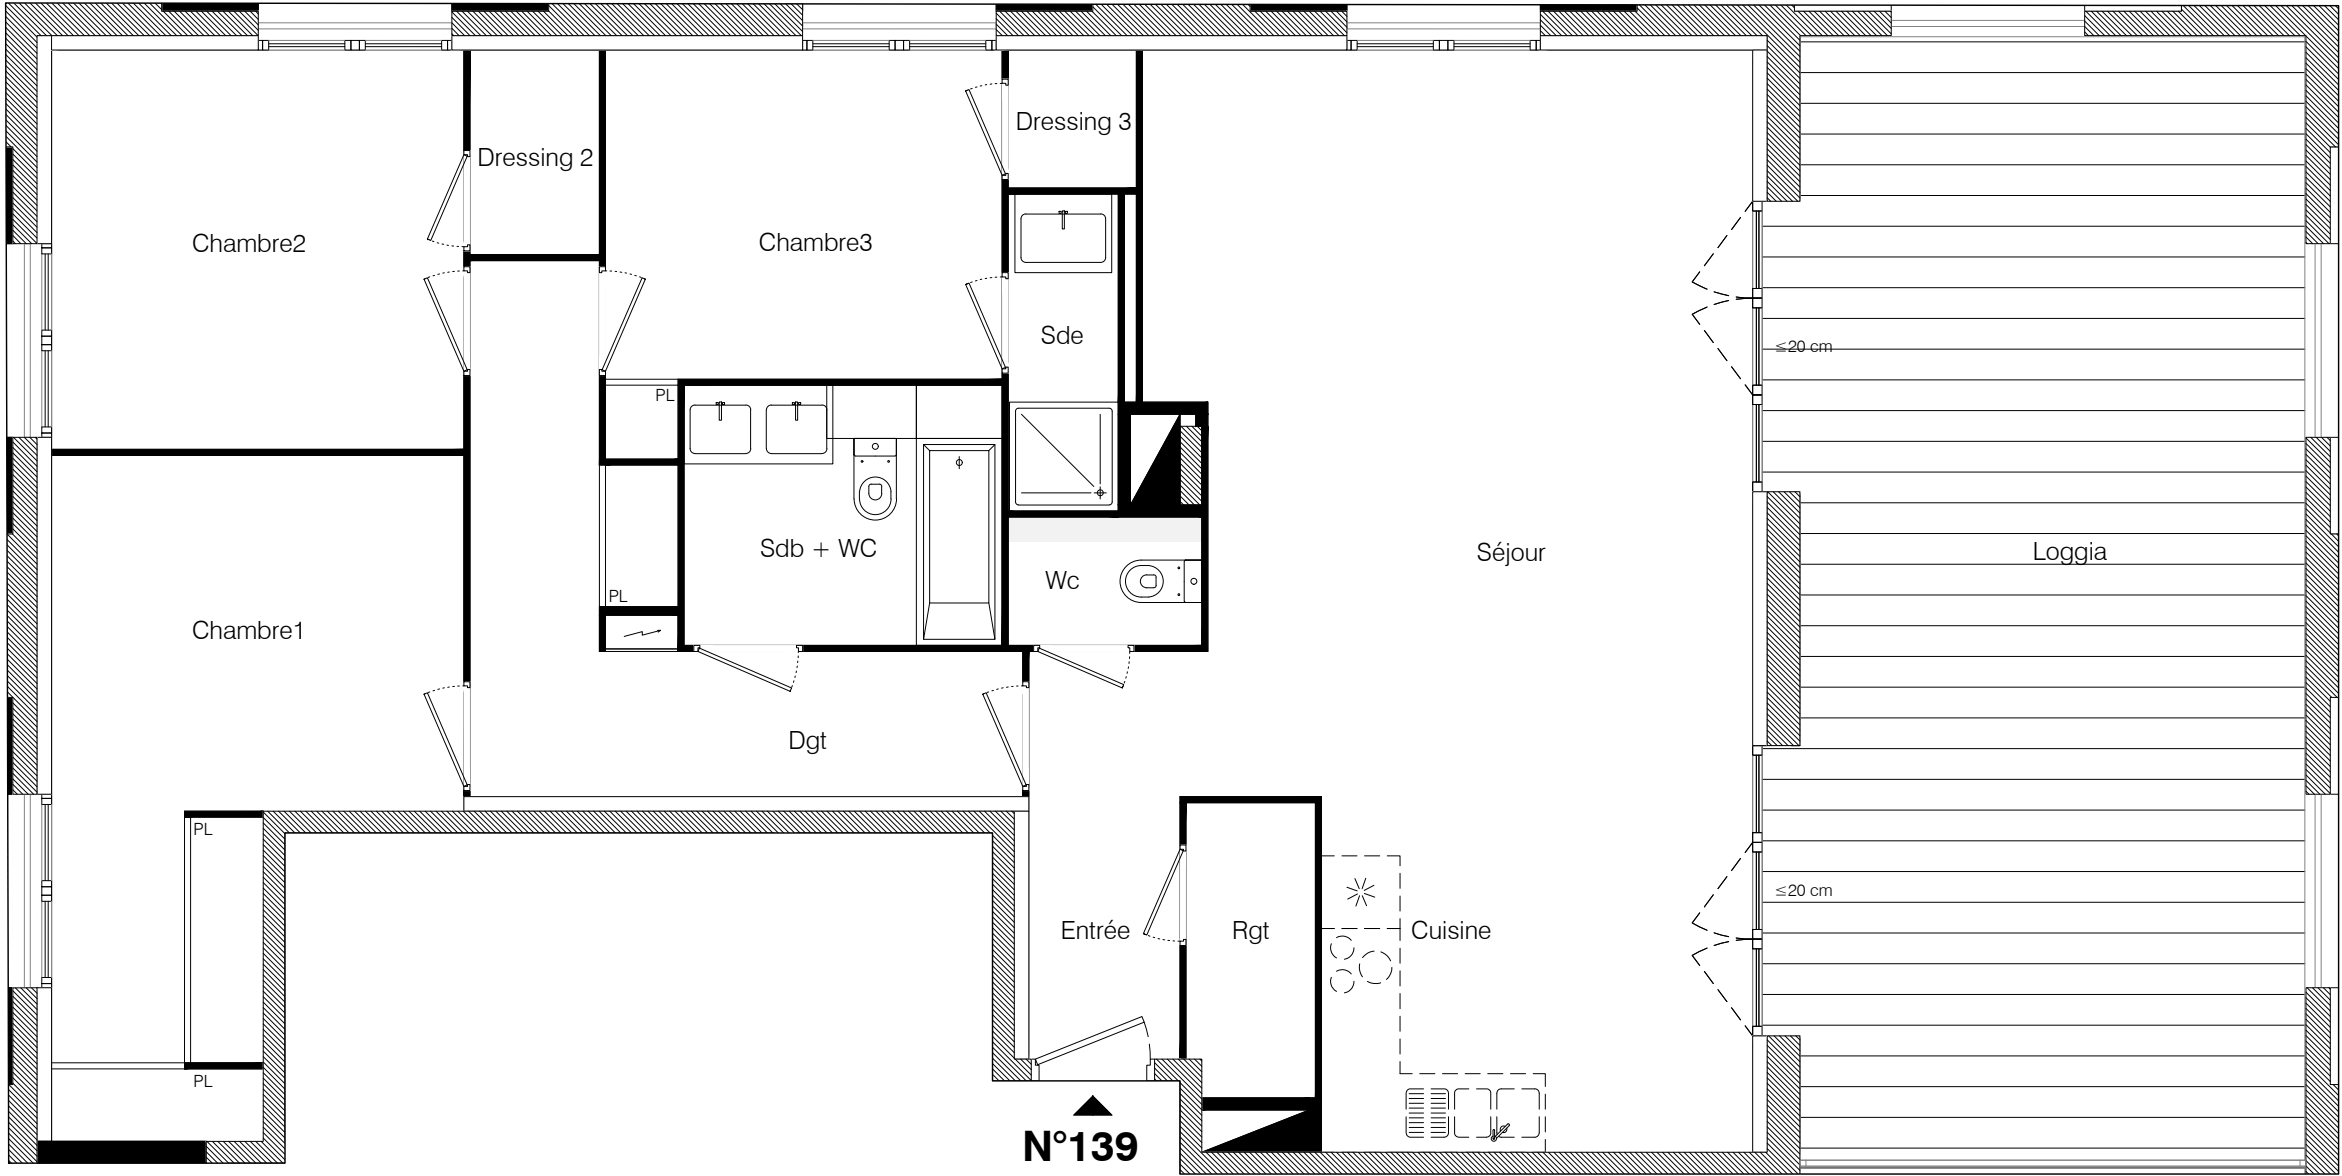 Dressing 3
Dressing 2
Chambre2
Chambre3
Sde
≤20 cm
PL
Sdb + WC
Séjour
Loggia
Wc
PL
Chambre1
Dgt
PL
≤20 cm
Entrée
Rgt
Cuisine
PL
N°139